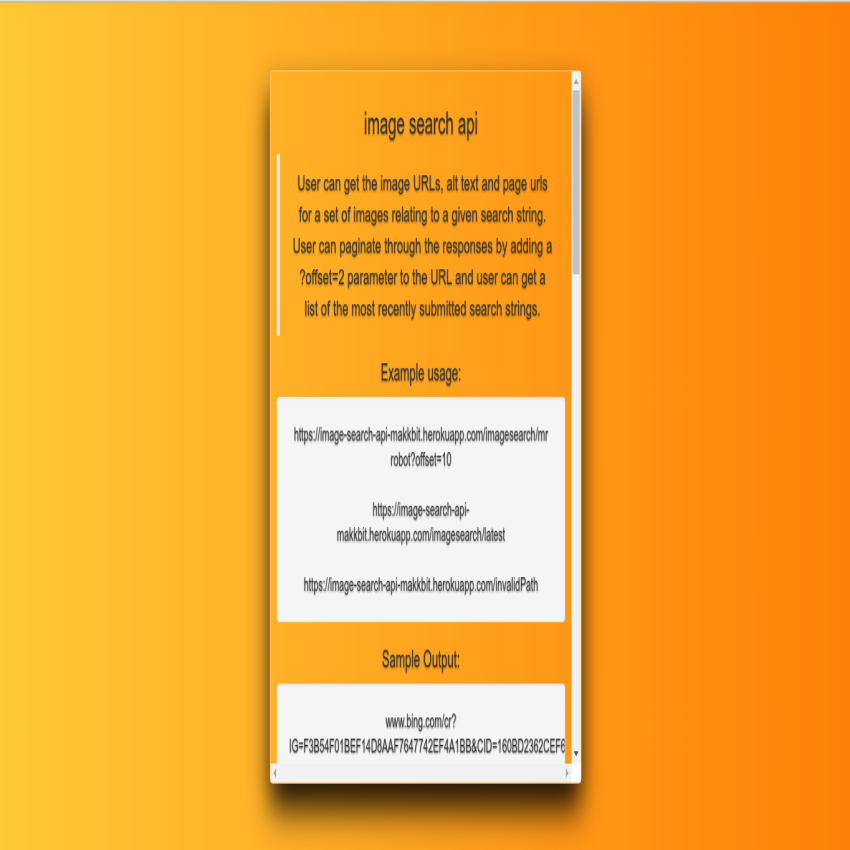 image search api
User can get the image URLs, alt text and page urls
for a set of images relating to a given search string.
User can paginate through the responses by adding a
?offset=2 parameter to the URL and user can get a
list of the most recently submitted search strings.
Example usage:
https://image-search-api-makkbit.herokuapp.com/imagesearch/mr
robot?offset=10
https://image-search-api-
makkbit.herokuapp.com/imagesearch/latest
https://image-search-api-makkbit.herokuapp.com/invalidPath
Sample Output:
www.bing.com/cr?
IG=F3B54F01BEF14D8AAF7647742EF4A1BB&CID=160BD2362CEF6